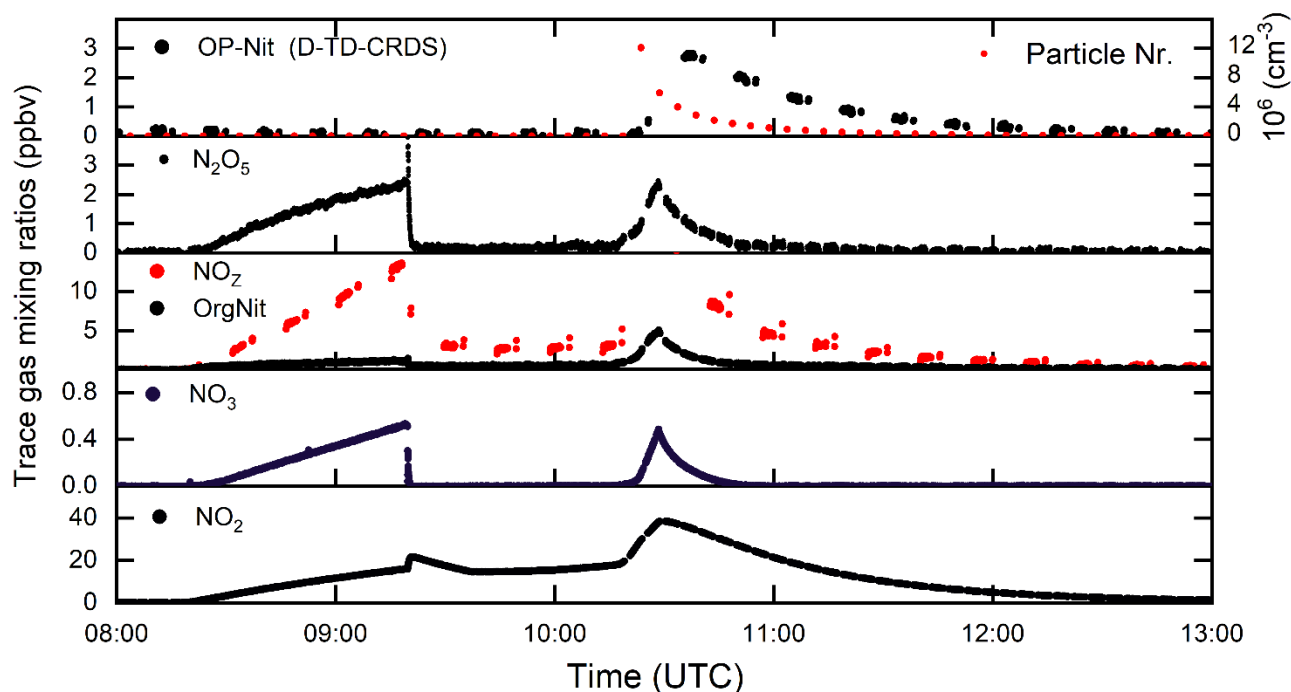 Trace gas mixing ratios (ppbv)
OP-Nit (D-TD-CRDS)
Particle Nr.
3
2
1
0
12
8
4
0
10⁶ (cm⁻³)
N₂O₅
3
2
1
0
NO_Z
OrgNit
10
5
NO₃
0.8
0.4
0.0
NO₂
40
20
0
08:00 09:00 10:00 11:00 12:00 13:00
Time (UTC)